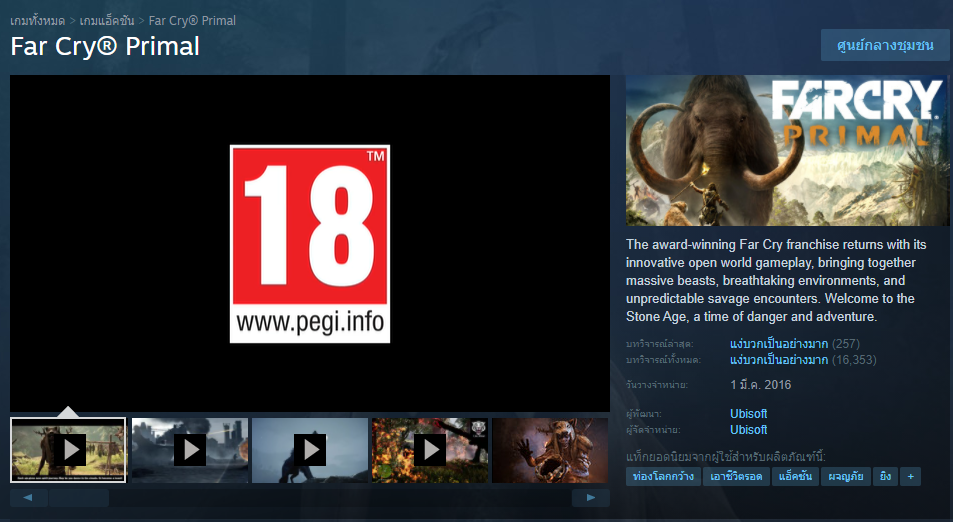 เกมทั้งหมด > เกมแอ็คชัน > Far Cry® Primal
Far Cry® Primal
ศูนย์กลางชุมชน
18
TM
www.pegi.info
FARCRY
PRIMAL
The award-winning Far Cry franchise returns with its
innovative open world gameplay, bringing together
massive beasts, breathtaking environments, and
unpredictable savage encounters. Welcome to the
Stone Age, a time of danger and adventure.
บทวิจารณ์ล่าสุด: แง่บวกเป็นอย่างมาก (257)
บทวิจารณ์ทั้งหมด: แง่บวกเป็นอย่างมาก (16,353)
วันวางจำหน่าย: 1 มี.ค. 2016
ผู้พัฒนา: Ubisoft
ผู้จัดจำหน่าย: Ubisoft
แท็กยอดนิยมจากผู้ใช้สำหรับผลิตภัณฑ์นี้:
ท่องโลกกว้าง เอาชีวิตรอด แอ็คชัน ผจญภัย ยิง +